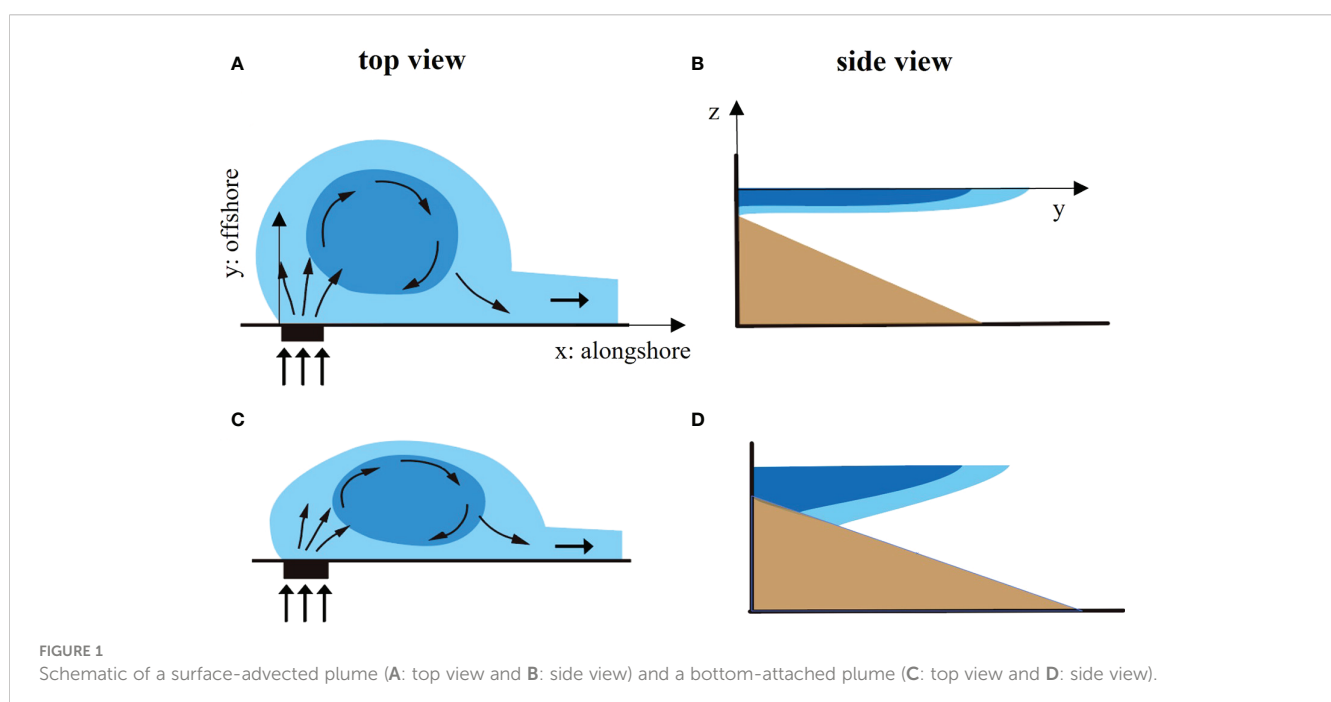 A
top view
B
side view
z
y
y: offshore
x: alongshore
C
D
FIGURE 1
Schematic of a surface-advected plume (A: top view and B: side view) and a bottom-attached plume (C: top view and D: side view).